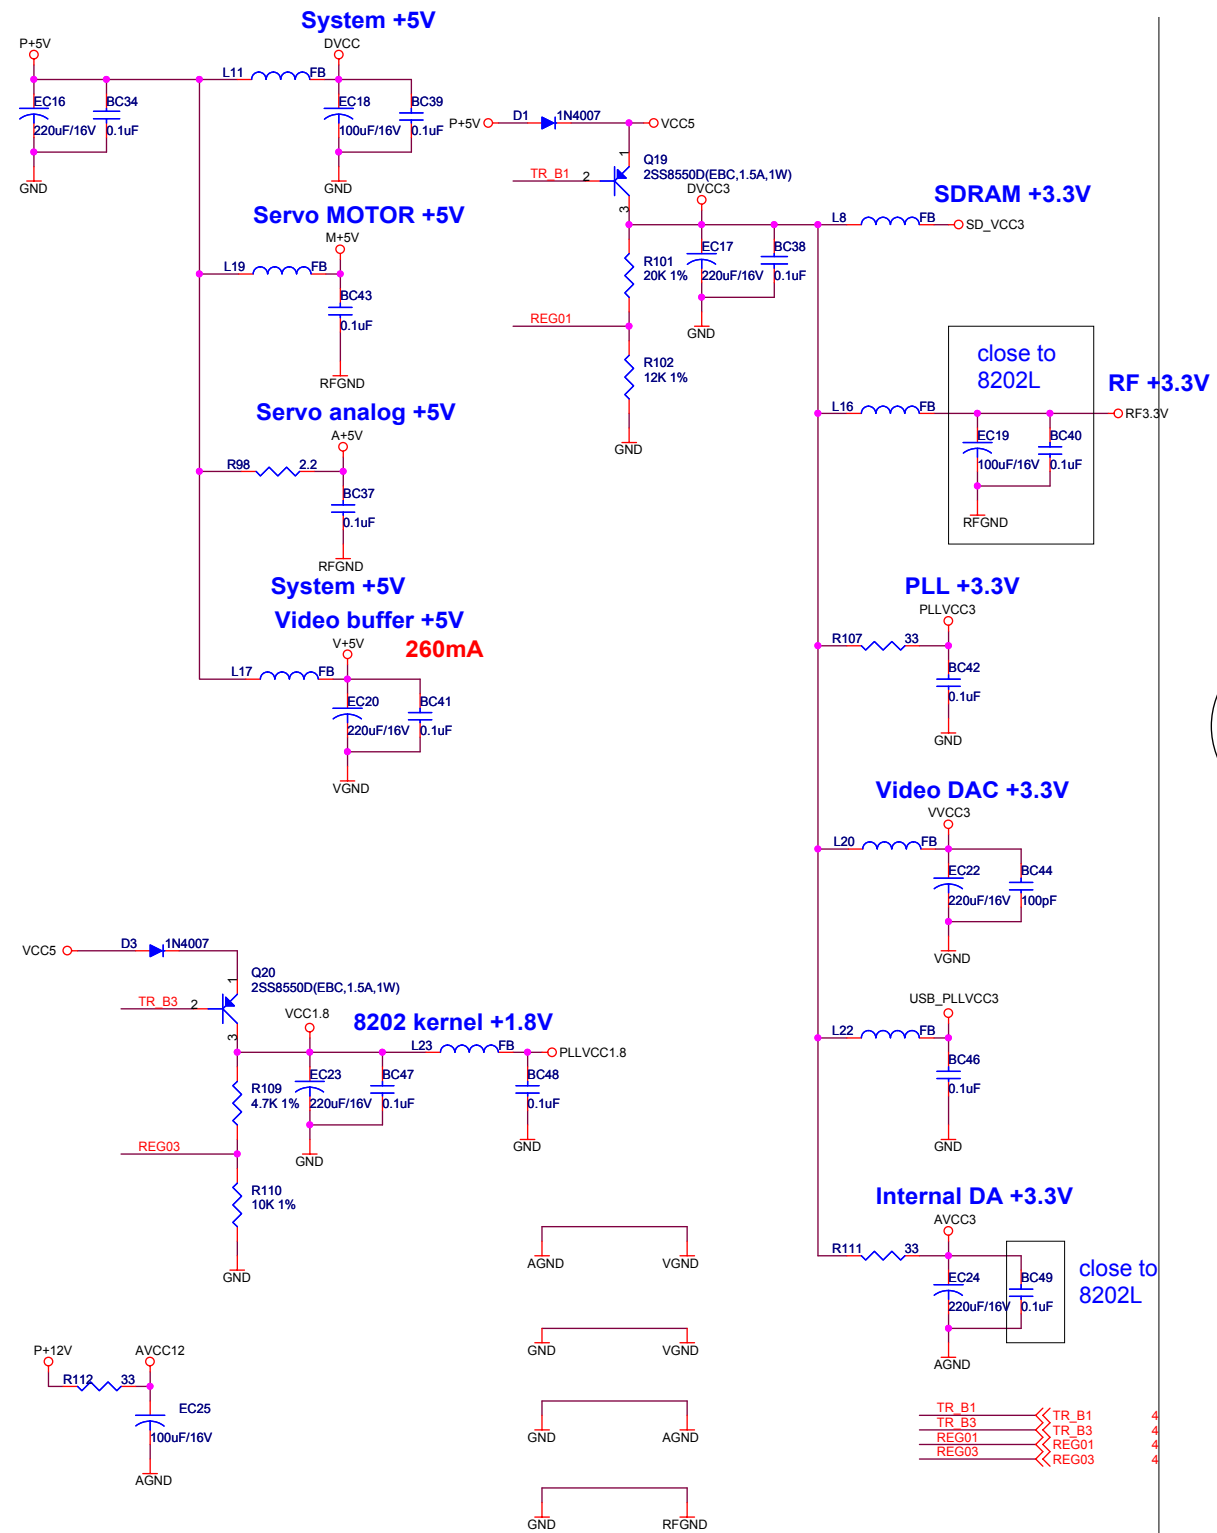 System +5V
P+5V
DVCC
L11
FB
EC16
220uF/16V
BC34
0.1uF
EC18
100uF/16V
BC39
0.1uF
GND
GND
Servo MOTOR +5V
M+5V
L19
FB
BC43
0.1uF
RFGND
Servo analog +5V
A+5V
R98
2.2
BC37
0.1uF
RFGND
System +5V
Video buffer +5V
260mA
V+5V
L17
FB
EC20
220uF/16V
BC41
0.1uF
VGND
P+5V
D1
1N4007
VCC5
1
TR_B1
2
3
Q19
2SS8550D(EBC,1.5A,1W)
DVCC3
R101
20K 1%
EC17
220uF/16V
BC38
0.1uF
GND
REG01
R102
12K 1%
GND
SDRAM +3.3V
L8
FB
SD_VCC3
close to
8202L
RF +3.3V
L16
FB
RF3.3V
EC19
100uF/16V
BC40
0.1uF
RFGND
PLL +3.3V
PLLVCC3
R107
33
BC42
0.1uF
GND
Video DAC +3.3V
VVCC3
L20
FB
EC22
220uF/16V
BC44
100pF
VGND
USB_PLLVCC3
L22
FB
BC46
0.1uF
GND
Internal DA +3.3V
AVCC3
R111
33
EC24
220uF/16V
BC49
0.1uF
close to
8202L
AGND
VCC5
D3
1N4007
1
TR_B3
2
3
Q20
2SS8550D(EBC,1.5A,1W)
VCC1.8
8202 kernel +1.8V
L23
FB
PLLVCC1.8
R109
4.7K 1%
EC23
220uF/16V
BC47
0.1uF
BC48
0.1uF
GND
GND
REG03
R110
10K 1%
GND
P+12V
AVCC12
R112
33
EC25
100uF/16V
AGND
AGND
VGND
GND
VGND
GND
AGND
GND
RFGND
TR_B1
TR_B1
4
TR_B3
TR_B3
4
REG01
REG01
4
REG03
REG03
4